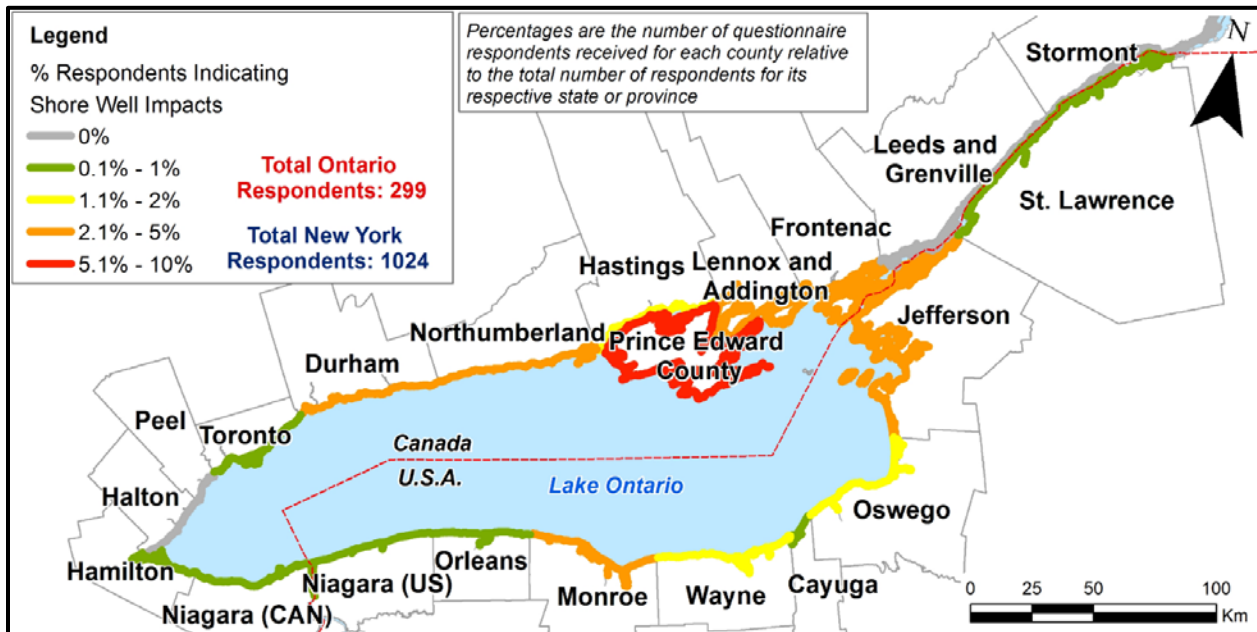 Legend
% Respondents Indicating
Shore Well Impacts
0%
0.1% - 1%
1.1% - 2%
2.1% - 5%
5.1% - 10%
Total Ontario
Respondents: 299
Total New York
Respondents: 1024
Percentages are the number of questionnaire
respondents received for each county relative
to the total number of respondents for its
respective state or province
N
Stormont
Leeds and
Grenville
St. Lawrence
Frontenac
Hastings
Lennox and
Addington
Jefferson
Northumberland
Prince Edward
County
Durham
Peel
Toronto
Canada
U.S.A.
Lake Ontario
Halton
Oswego
Hamilton
Niagara (CAN)
Niagara (US)
Orleans
Monroe
Wayne
Cayuga
0 25 50 100
Km